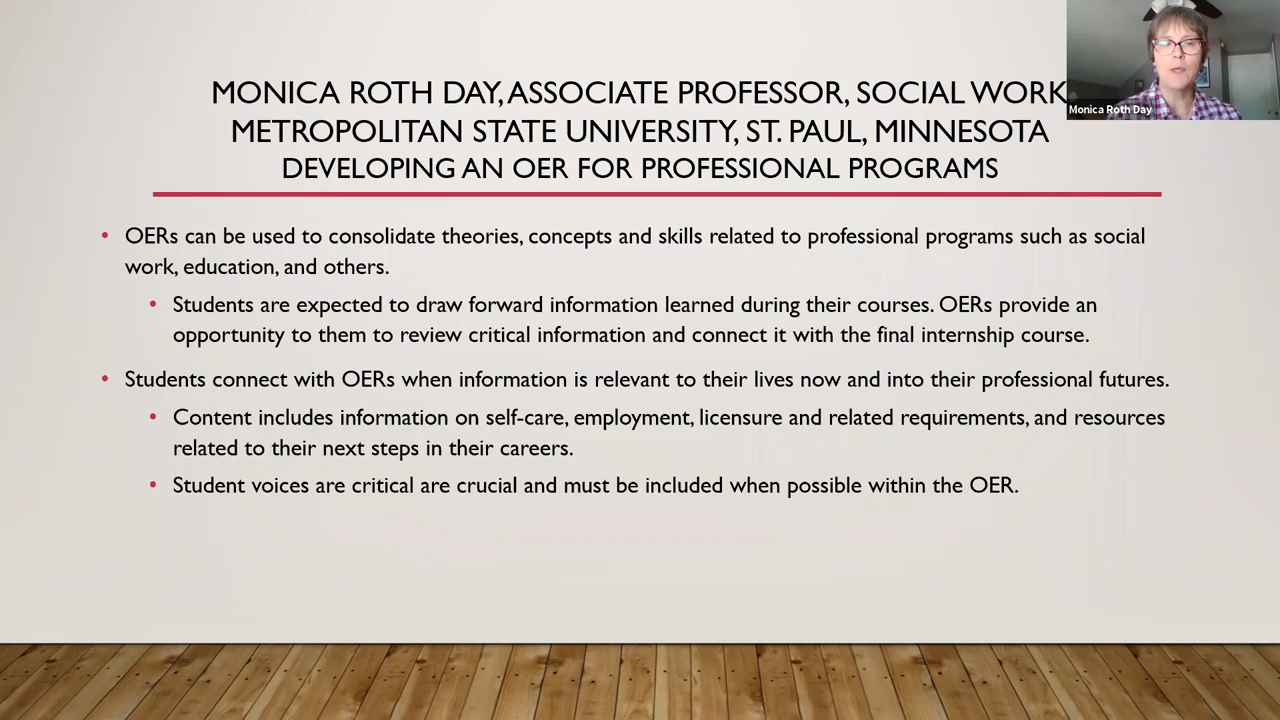 MONICA ROTH DAY, ASSOCIATE PROFESSOR, SOCIAL WORK
METROPOLITAN STATE UNIVERSITY, ST. PAUL, MINNESOTA
DEVELOPING AN OER FOR PROFESSIONAL PROGRAMS
Monica Roth Day
• OERs can be used to consolidate theories, concepts and skills related to professional programs such as social
work, education, and others.
• Students are expected to draw forward information learned during their courses. OERs provide an
opportunity to them to review critical information and connect it with the final internship course.
• Students connect with OERs when information is relevant to their lives now and into their professional futures.
• Content includes information on self-care, employment, licensure and related requirements, and resources
related to their next steps in their careers.
• Student voices are critical are crucial and must be included when possible within the OER.